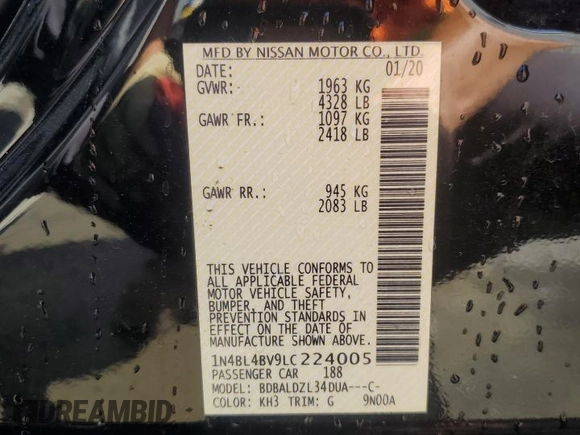 MFD BY NISSAN MOTOR CO., LTD.
DATE: 01/20
GVWR: 1963 KG
4328 LB
GAWR FR.: 1097 KG
2418 LB
GAWR RR.: 945 KG
2083 LB
THIS VEHICLE CONFORMS TO
ALL APPLICABLE FEDERAL
MOTOR VEHICLE SAFETY,
BUMPER, AND THEFT
PREVENTION STANDARDS IN
EFFECT ON THE DATE OF
MANUFACTURE SHOWN ABOVE.
1N4BL4BV9LC224005
PASSENGER CAR 188
MODEL: BDBALDZL34DUA---C-
COLOR: KH3 TRIM: G 9N00A
DREAMBID